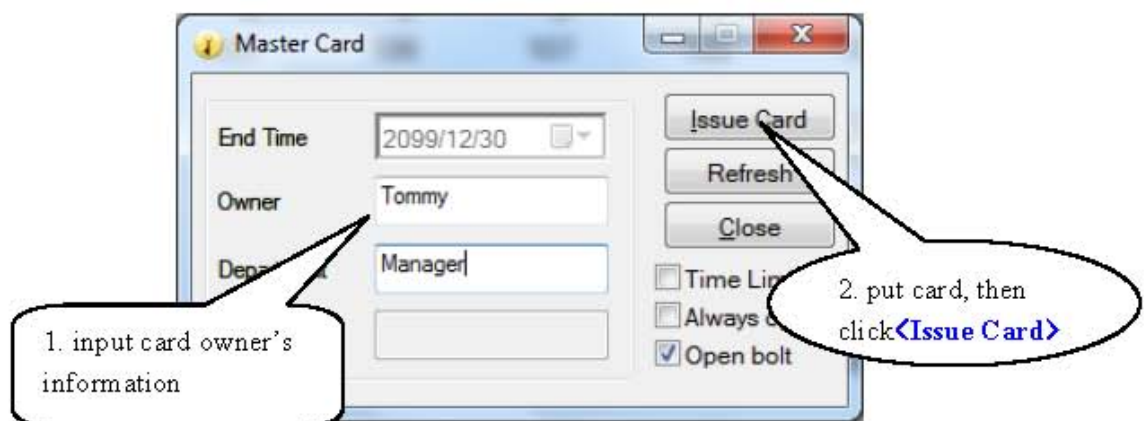 Master Card
Issue Card
End Time
2099/12/30
Refresh
Owner
Tommy
Close
Manager
Time
Always
Open bolt
1. input card owner's
information
2. put card, then
click<Issue Card>